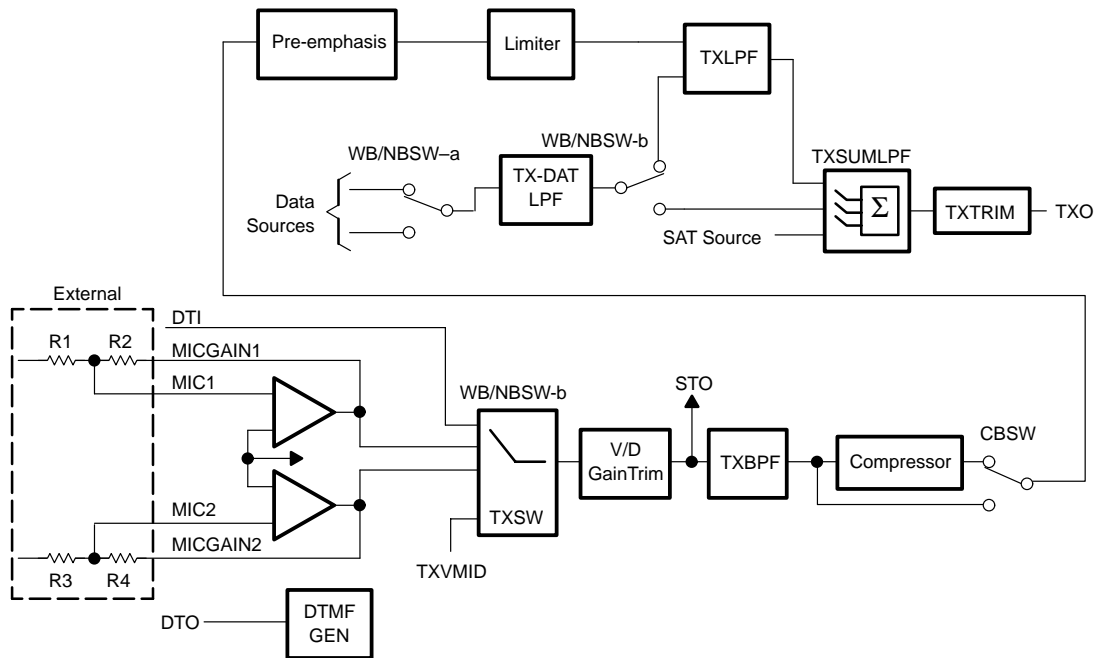 Pre-emphasis
Limiter
TXLPF
WB/NBSW–a
WB/NBSW-b
TX-DAT
LPF
Data
Sources
TXSUMLPF
Σ
TXTRIM
TXO
SAT Source
External
R1
R2
DTI
MICGAIN1
MIC1
WB/NBSW-b
STO
CBSW
V/D
GainTrim
TXBPF
Compressor
MIC2
MICGAIN2
TXSW
R3
R4
TXVMID
DTO
DTMF
GEN